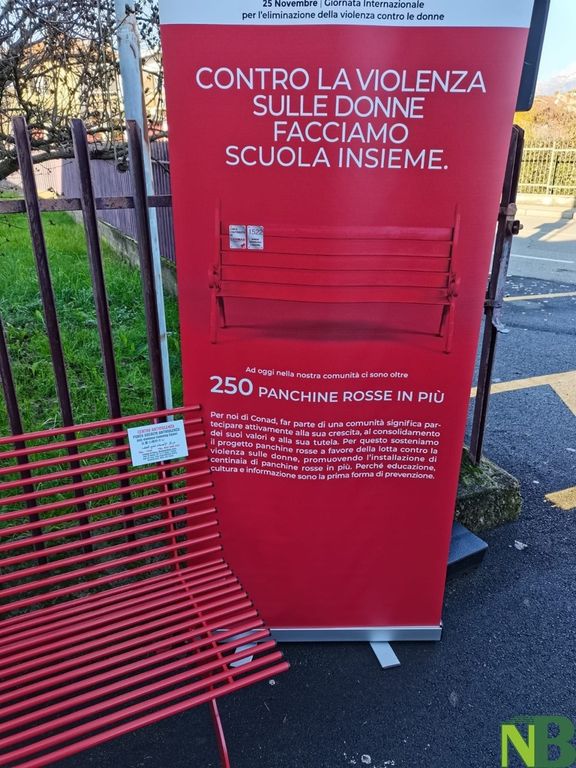 25 Novembre | Giornata Internazionale
per l'eliminazione della violenza contro le donne
CONTRO LA VIOLENZA
SULLE DONNE
FACCIAMO
SCUOLA INSIEME.
1522
Ad oggi nella nostra comunità ci sono oltre
250 PANCHINE ROSSE IN PIÙ
Per noi di Conad, far parte di una comunità significa par-
tecipare attivamente alla sua crescita, al consolidamento
dei suoi valori e alla sua tutela. Per questo sosteniamo
il progetto panchine rosse a favore della lotta contro la
violenza sulle donne, promuovendo l'installazione di
centinaia di panchine rosse in più. Perché educazione,
cultura e informazione sono la prima forma di prevenzione.
CENTRO ANTIVIOLENZA
NB